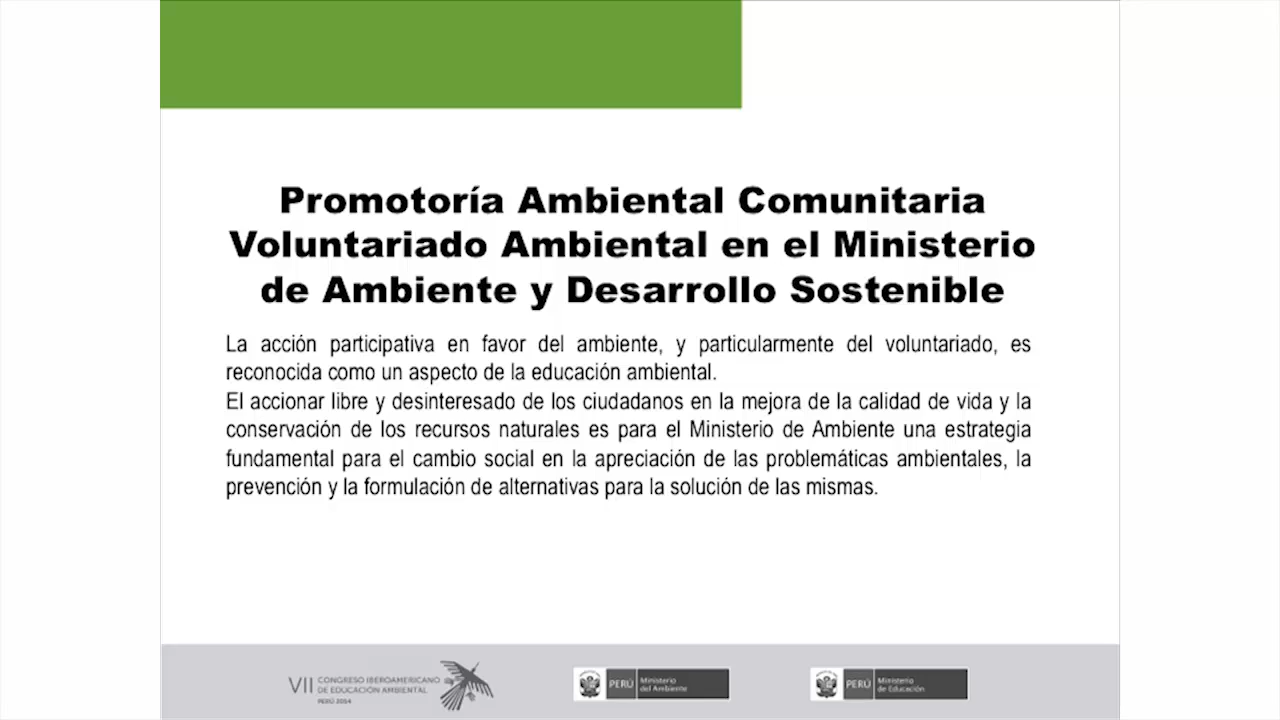 Promotoría Ambiental Comunitaria
Voluntariado Ambiental en el Ministerio
de Ambiente y Desarrollo Sostenible
La acción participativa en favor del ambiente, y particularmente del voluntariado, es
reconocida como un aspecto de la educación ambiental.
El accionar libre y desinteresado de los ciudadanos en la mejora de la calidad de vida y la
conservación de los recursos naturales es para el Ministerio de Ambiente una estrategia
fundamental para el cambio social en la apreciación de las problemáticas ambientales, la
prevención y la formulación de alternativas para la solución de las mismas.
VII CONGRESO IBEROAMERICANO
DE EDUCACIÓN AMBIENTAL
PERÚ 2014
PERÚ Ministerio
del Ambiente
PERÚ Ministerio
de Educación